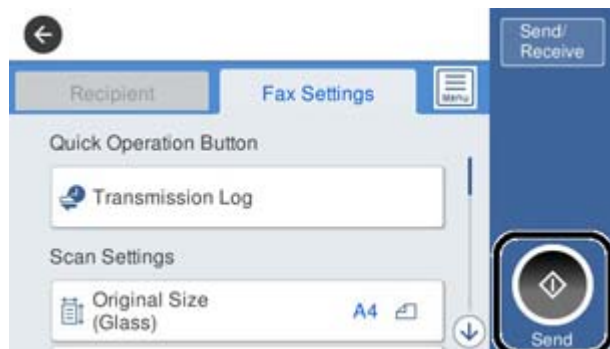 Send/
Receive
Recipient
Fax Settings
Menu
Quick Operation Button
Transmission Log
Scan Settings
Original Size
(Glass)
A4
Send